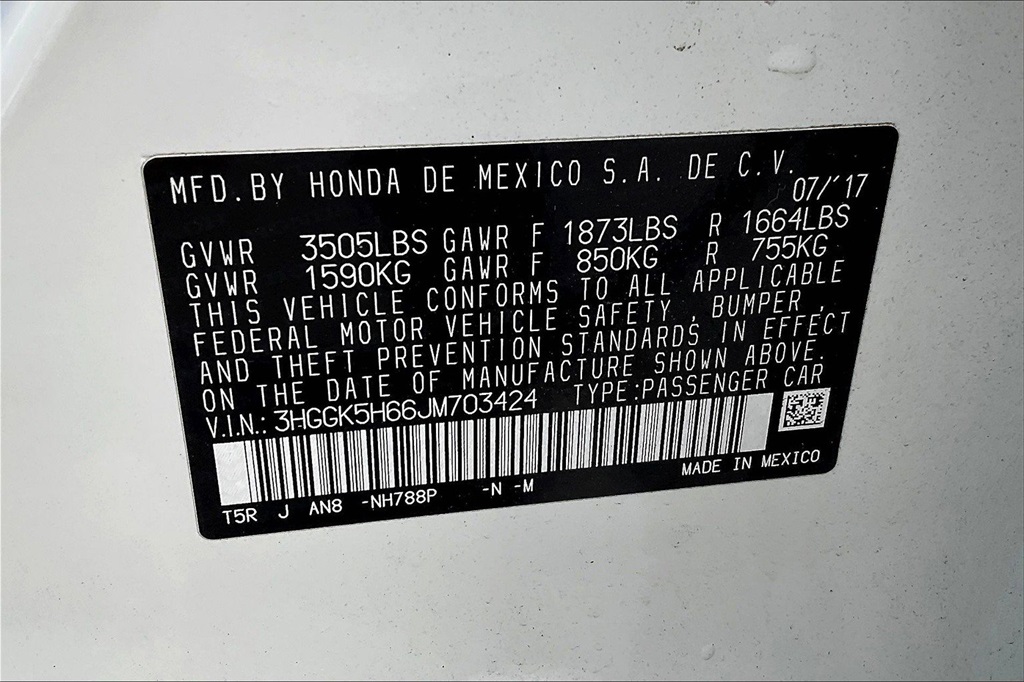 MFD.BY HONDA DE MEXICO S.A. DE C.V.
07/'17
GVWR 3505LBS GAWR F 1873LBS R 1664LBS
GVWR 1590KG GAWR F 850KG R 755KG
THIS VEHICLE CONFORMS TO ALL APPLICABLE
FEDERAL MOTOR VEHICLE SAFETY, BUMPER,
AND THEFT PREVENTION STANDARDS IN EFFECT
ON THE DATE OF MANUFACTURE SHOWN ABOVE.
V.I.N.: 3HGGK5H66JM703424 TYPE:PASSENGER CAR
MADE IN MEXICO
T5R J AN8 -NH788P -N -M